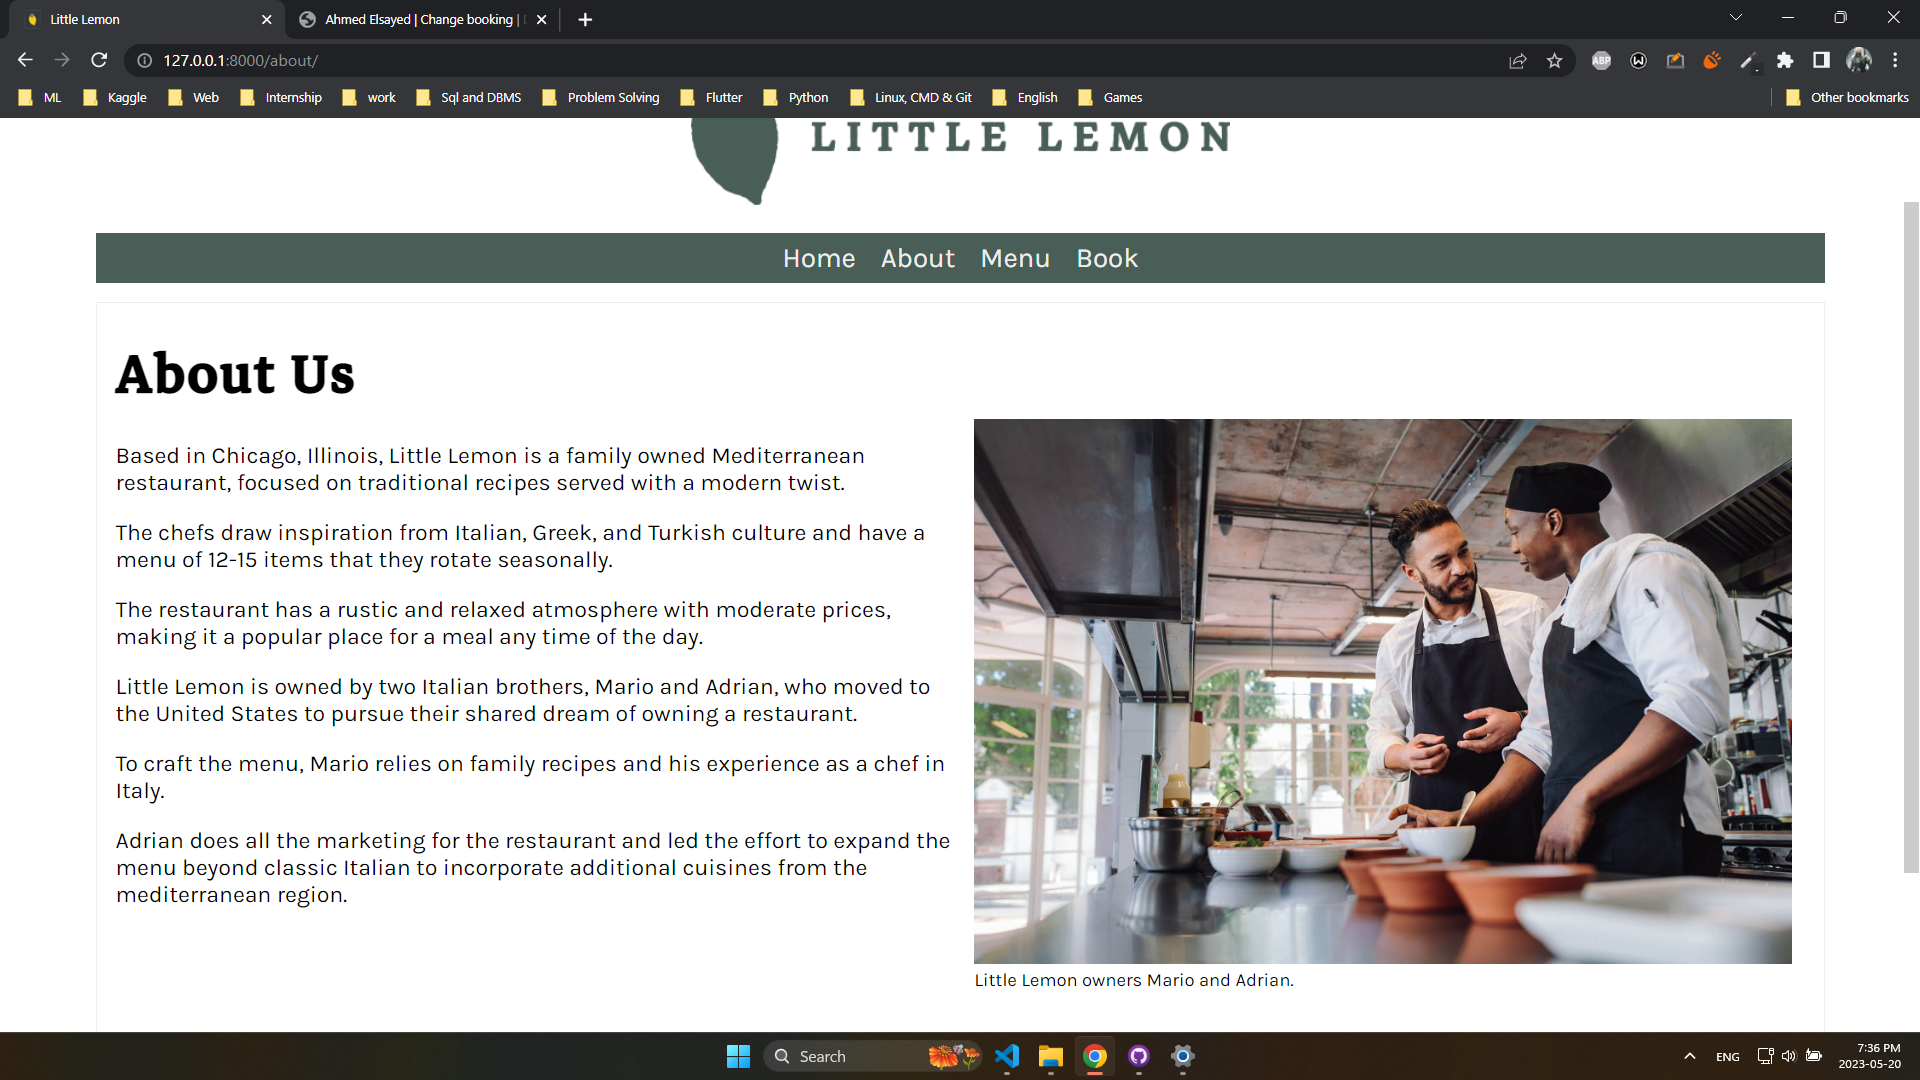 Little Lemon
Ahmed Elsayed | Change booking |
127.0.0.1:8000/about/
ABP
ML Kaggle Web Internship work Sql and DBMS Problem Solving Flutter Python Linux, CMD & Git English Games Other bookmarks
LITTLE LEMON
Home About Menu Book
About Us
Based in Chicago, Illinois, Little Lemon is a family owned Mediterranean
restaurant, focused on traditional recipes served with a modern twist.
The chefs draw inspiration from Italian, Greek, and Turkish culture and have a
menu of 12-15 items that they rotate seasonally.
The restaurant has a rustic and relaxed atmosphere with moderate prices,
making it a popular place for a meal any time of the day.
Little Lemon is owned by two Italian brothers, Mario and Adrian, who moved to
the United States to pursue their shared dream of owning a restaurant.
To craft the menu, Mario relies on family recipes and his experience as a chef in
Italy.
Adrian does all the marketing for the restaurant and led the effort to expand the
menu beyond classic Italian to incorporate additional cuisines from the
mediterranean region.
Little Lemon owners Mario and Adrian.
Search
ENG
7:36 PM
2023-05-20